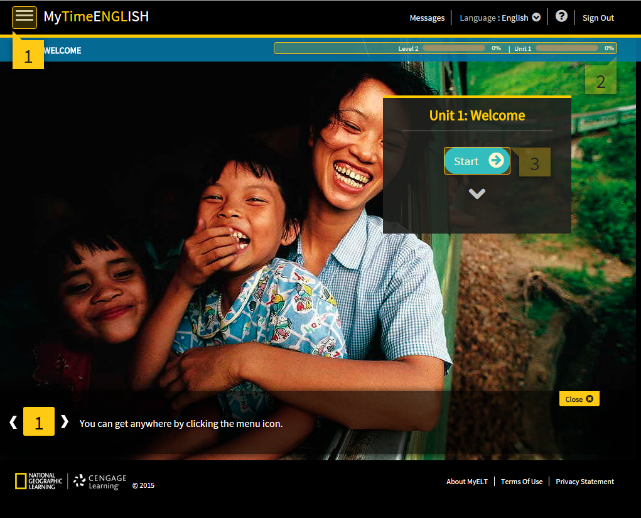 MyTimeENGLISH
Messages
Language : English
?
Sign Out
1
WELCOME
Level 2
0%
Unit 1
0%
2
Unit 1: Welcome
Start
3
Close
1
You can get anywhere by clicking the menu icon.
NATIONAL
GEOGRAPHIC
LEARNING
CENGAGE
Learning
© 2015
About MyELT
Terms Of Use
Privacy Statement